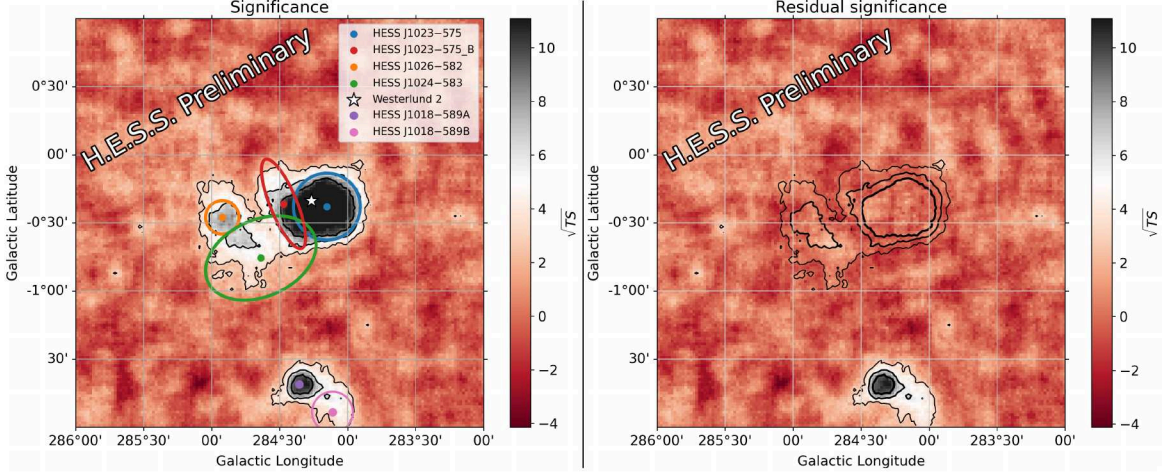 Significance
Residual significance
HESS J1023−575
HESS J1023−575_B
HESS J1026−582
HESS J1024−583
Westerlund 2
HESS J1018−589A
HESS J1018−589B
H.E.S.S. Preliminary
H.E.S.S. Preliminary
Galactic Latitude
0°30'
00'
-0°30'
-1°00'
30'
286°00' 285°30' 00' 284°30' 00' 283°30' 00'
Galactic Longitude
10
8
6
4
2
0
−2
−4
√TS
Galactic Latitude
0°30'
00'
-0°30'
-1°00'
30'
286°00' 285°30' 00' 284°30' 00' 283°30' 00'
Galactic Longitude
10
8
6
4
2
0
−2
−4
√TS